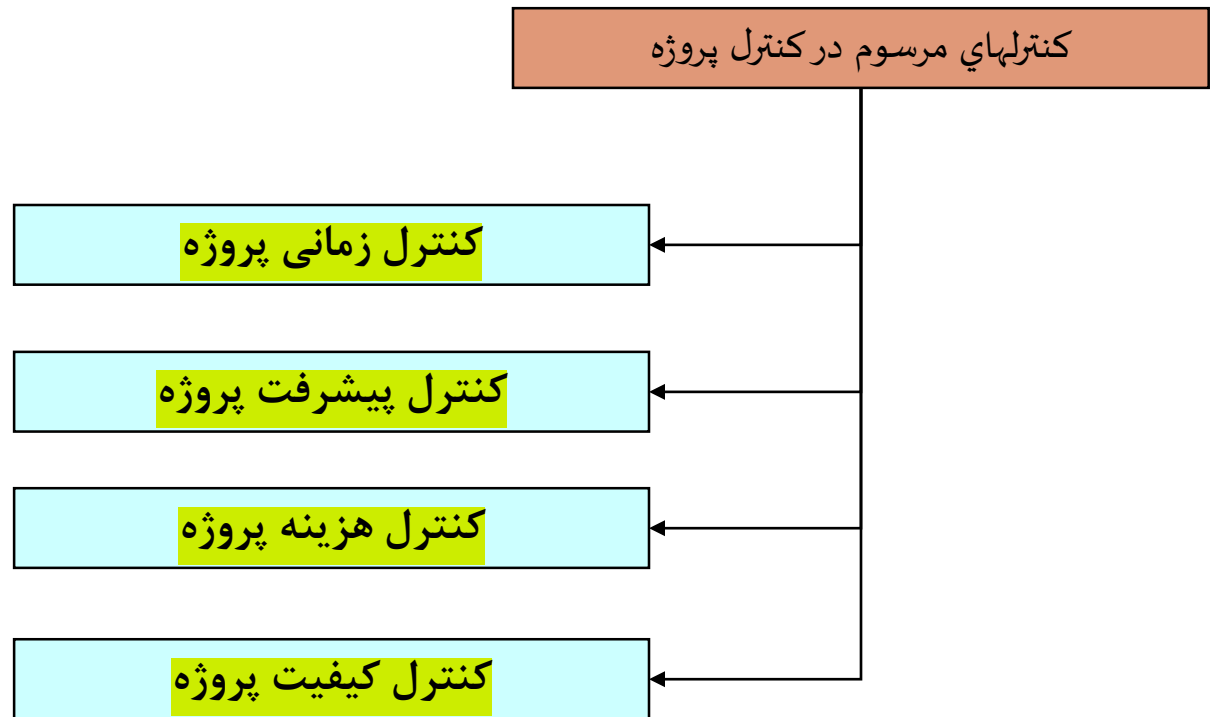 کنترلهاي مرسوم در کنترل پروژه
کنترل زمانی پروژه
کنترل پیشرفت پروژه
کنترل هزینه پروژه
کنترل کیفیت پروژه